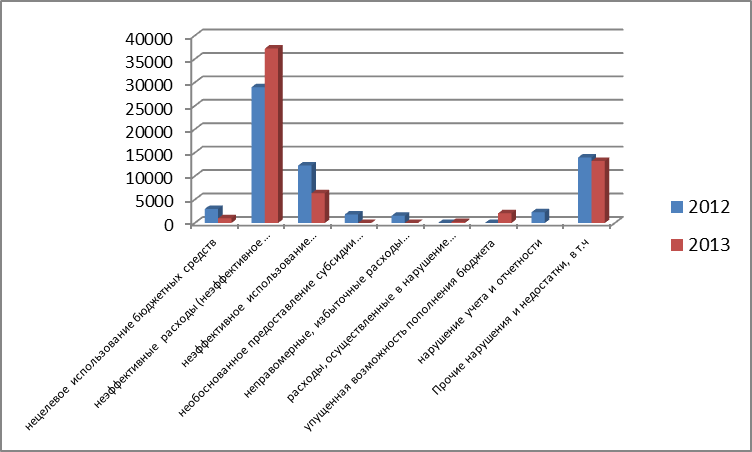 40000
35000
30000
25000
20000
15000
10000
5000
0
нецелевое использование бюджетных средств
неэффективные расходы (неэффективное...
неэффективное использование...
необоснованное предоставление субсидии...
неправомерные, избыточные расходы...
расходы, осуществленные в нарушение...
упущенная возможность пополнения бюджета
нарушение учета и отчетности
Прочие нарушения и недостатки, в т.ч
2012
2013